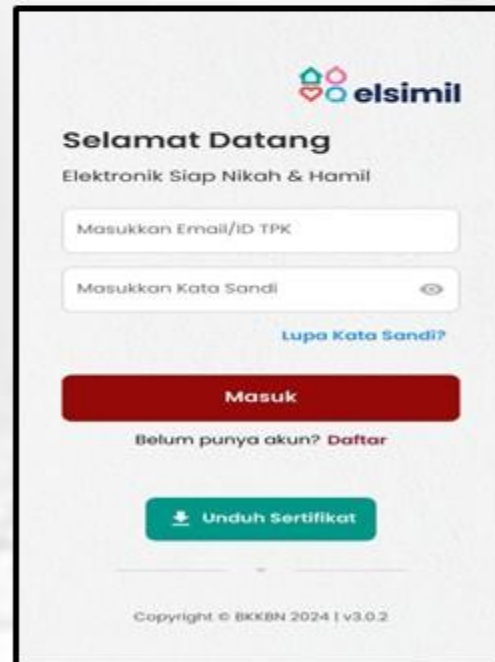 elsimil
Selamat Datang
Elektronik Siap Nikah & Hamil
Masukkan Email/ID TPK
Masukkan Kata Sandi
Lupa Kata Sandi?
Masuk
Belum punya akun? Daftar
Unduh Sertifikat
Copyright © BKKBN 2024 | v3.0.2